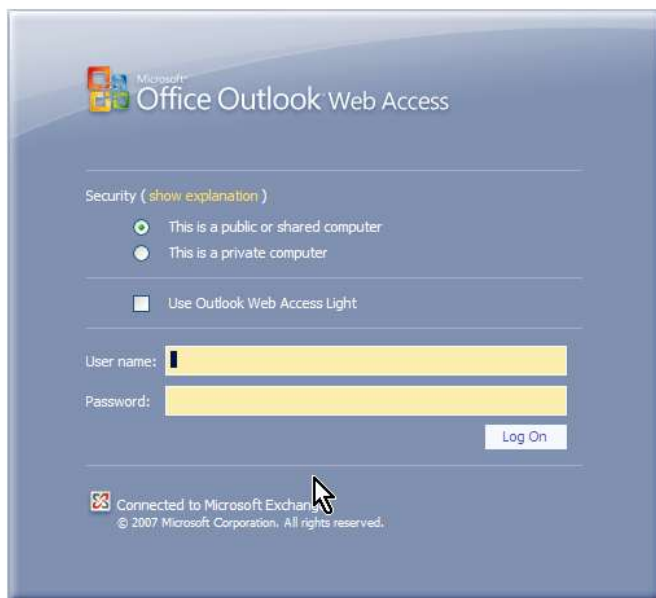 Microsoft
Office Outlook Web Access
Security ( show explanation )
This is a public or shared computer
This is a private computer
Use Outlook Web Access Light
User name:
Password:
Log On
Connected to Microsoft Exchang
© 2007 Microsoft Corporation. All rights reserved.